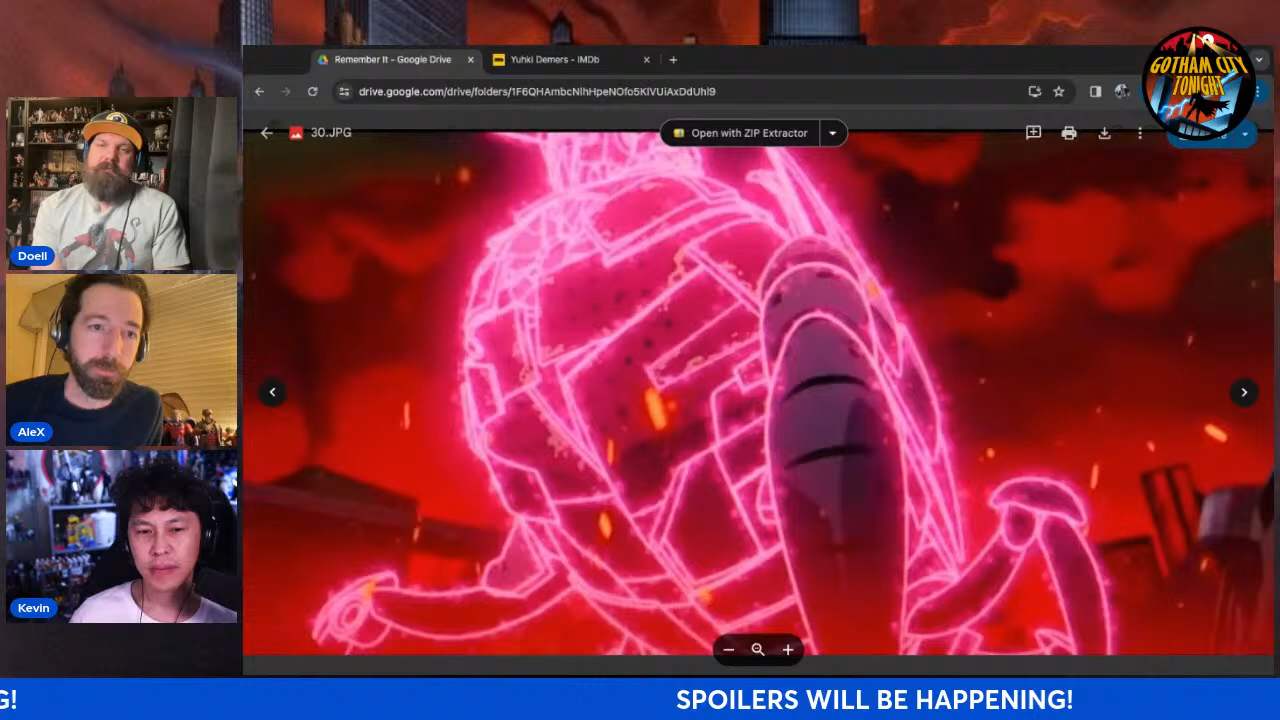 Remember It - Google Drive
Yuhki Demers - IMDb
drive.google.com/drive/folders/1F6QHAmbcNlhHpeNOfo5KIVUiAxDdUhI9
30.JPG
Open with ZIP Extractor
GOTHAM CITY
TONIGHT
Doell
AleX
Kevin
G!
SPOILERS WILL BE HAPPENING!